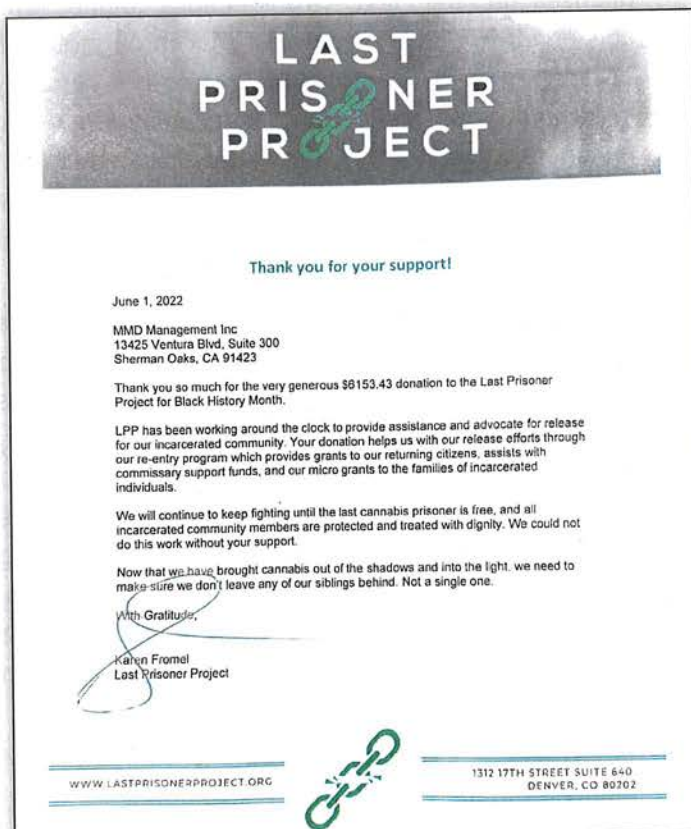 LAST
PRISONER
PROJECT
Thank you for your support!
June 1, 2022
MMD Management Inc
13425 Ventura Blvd, Suite 300
Sherman Oaks, CA 91423
Thank you so much for the very generous $6153.43 donation to the Last Prisoner
Project for Black History Month.
LPP has been working around the clock to provide assistance and advocate for release
for our incarcerated community. Your donation helps us with our release efforts through
our re-entry program which provides grants to our returning citizens, assists with
commissary support funds, and our micro grants to the families of incarcerated
individuals.
We will continue to keep fighting until the last cannabis prisoner is free, and all
incarcerated community members are protected and treated with dignity. We could not
do this work without your support.
Now that we have brought cannabis out of the shadows and into the light, we need to
make sure we don't leave any of our siblings behind. Not a single one.
With Gratitude,
Karen Fromel
Last Prisoner Project
WWW.LASTPRISONERPROJECT.ORG
1312 17TH STREET SUITE 640
DENVER, CO 80202